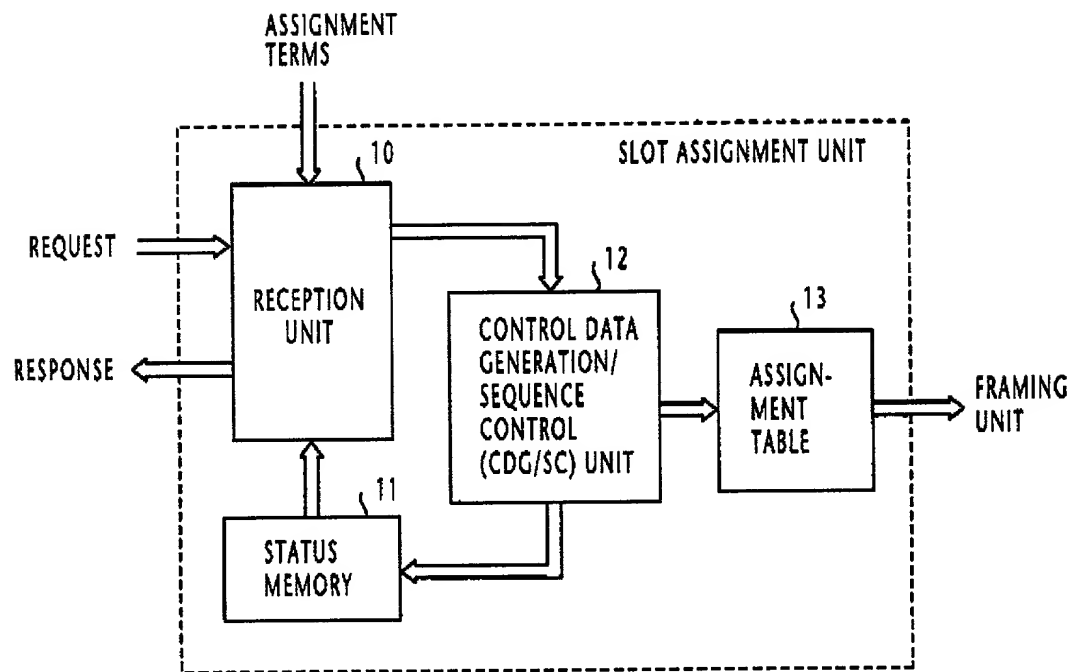 ASSIGNMENT
TERMS
SLOT ASSIGNMENT UNIT
10
REQUEST
RECEPTION
UNIT
RESPONSE
12
CONTROL DATA
GENERATION/
SEQUENCE
CONTROL
(CDG/SC) UNIT
13
ASSIGN-
MENT
TABLE
FRAMING
UNIT
11
STATUS
MEMORY